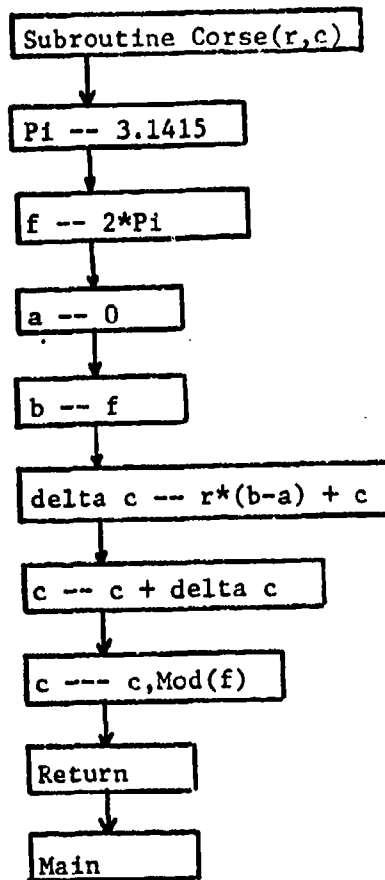 Subroutine Corse(r,c)
Pi -- 3.1415
f -- 2*Pi
a -- 0
b -- f
delta c -- r*(b-a) + c
c -- c + delta c
c --- c,Mod(f)
Return
Main